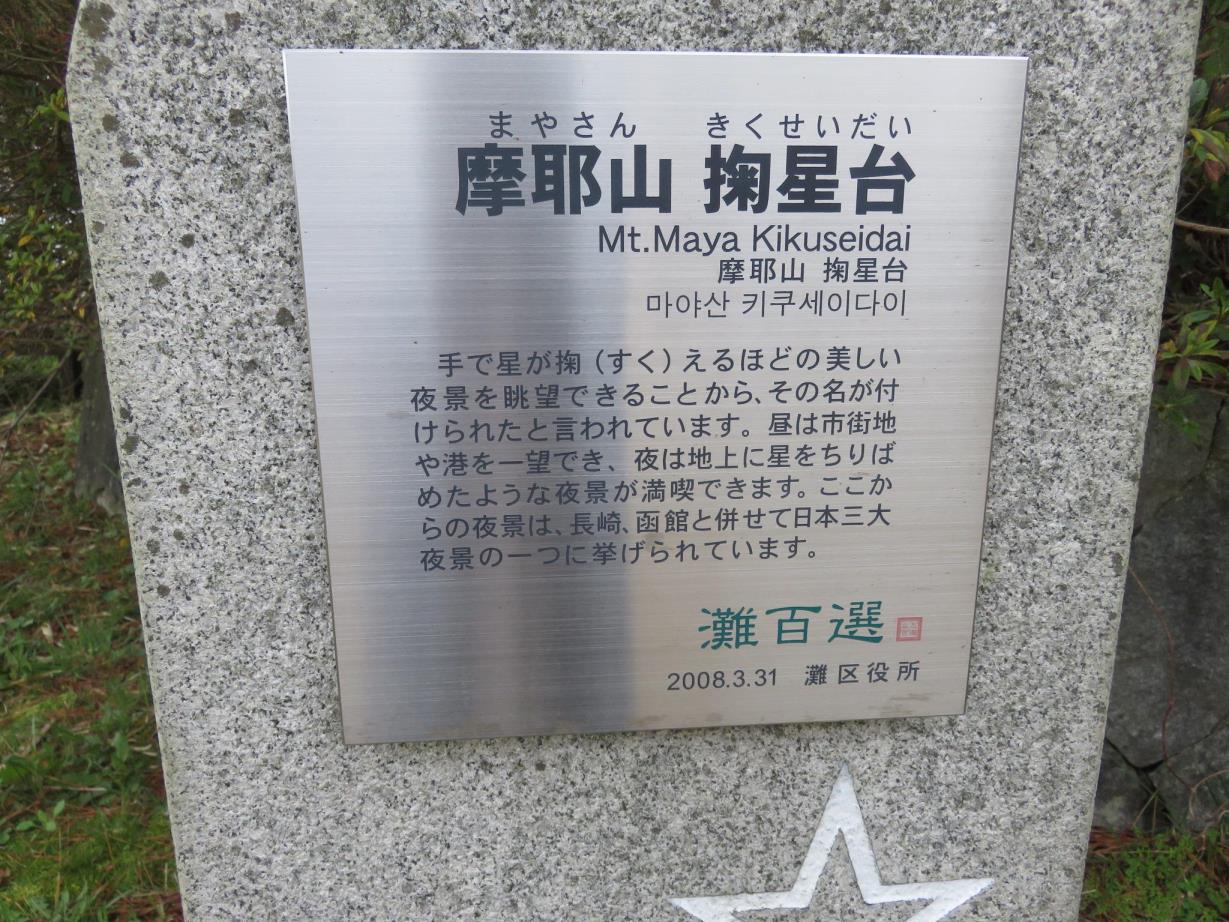 まやさん きくせいだい
摩耶山 掬星台
Mt.Maya Kikuseidai
摩耶山 掬星台
마야산 키쿠세이다이
手で星が掬（すく）えるほどの美しい
夜景を眺望できることから、その名が付
けられたと言われています。昼は市街地
や港を一望でき、夜は地上に星をちりば
めたような夜景が満喫できます。ここか
らの夜景は、長崎、函館と併せて日本三大
夜景の一つに挙げられています。
灘百選
2008.3.31 灘区役所